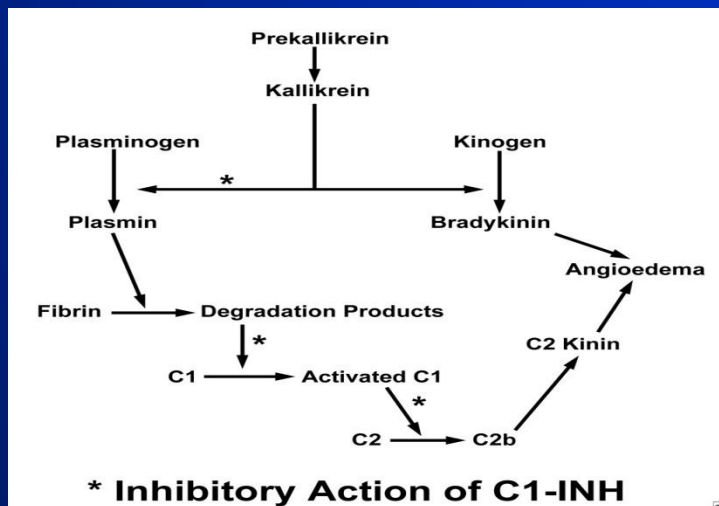 Prekallikrein
Kallikrein
Plasminogen
Kinogen
*
Plasmin
Bradykinin
Angioedema
Fibrin
Degradation Products
C2 Kinin
*
C1
Activated C1
*
C2
C2b
* Inhibitory Action of C1-INH